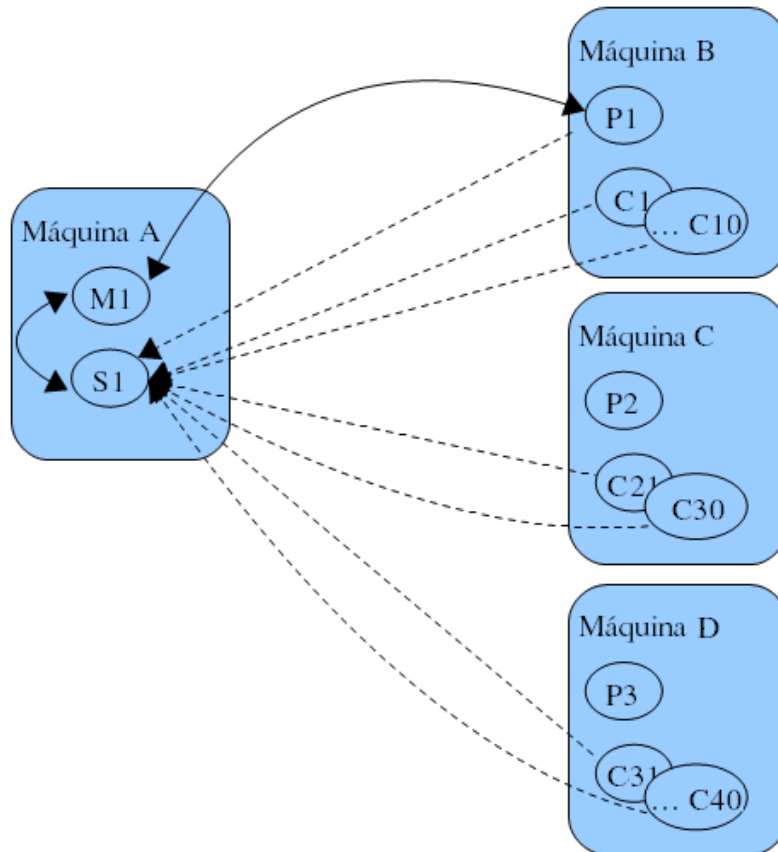 Máquina A
M1
S1
Máquina B
P1
C1
... C10
Máquina C
P2
C21
C30
Máquina D
P3
C31
... C40